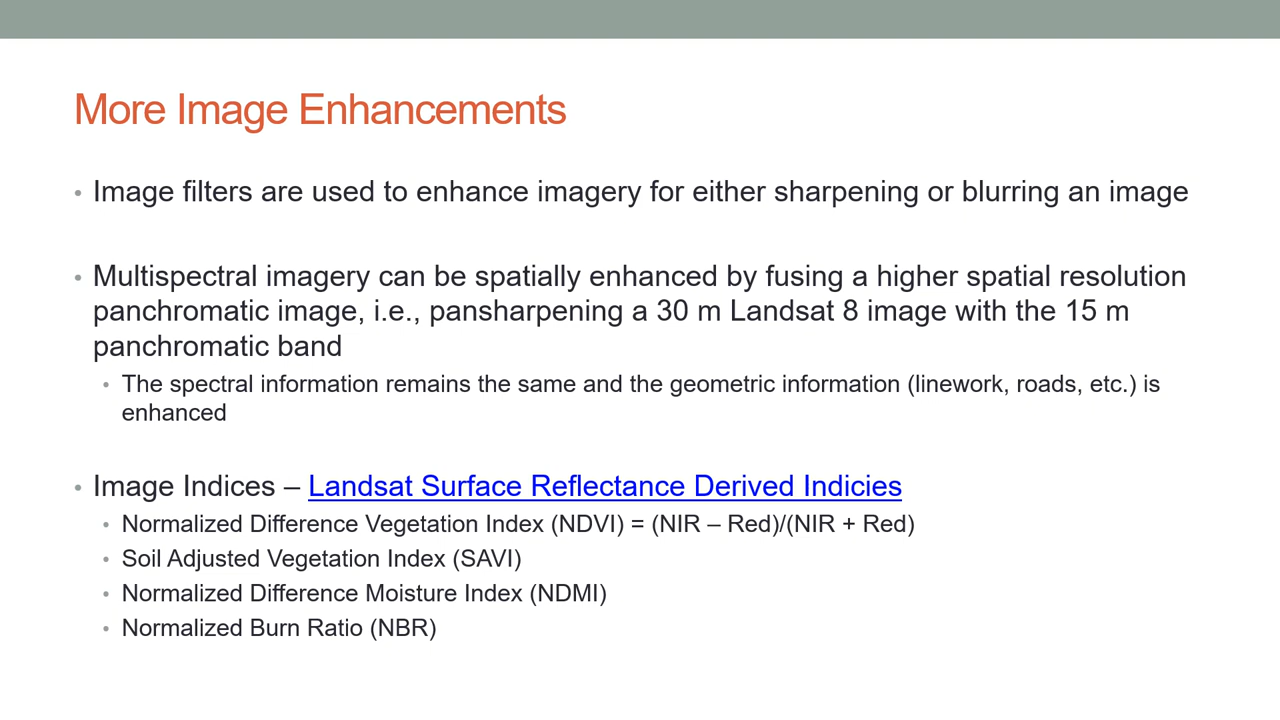 More Image Enhancements
• Image filters are used to enhance imagery for either sharpening or blurring an image
• Multispectral imagery can be spatially enhanced by fusing a higher spatial resolution
panchromatic image, i.e., pansharpening a 30 m Landsat 8 image with the 15 m
panchromatic band
• The spectral information remains the same and the geometric information (linework, roads, etc.) is
enhanced
• Image Indices – Landsat Surface Reflectance Derived Indicies
• Normalized Difference Vegetation Index (NDVI) = (NIR – Red)/(NIR + Red)
• Soil Adjusted Vegetation Index (SAVI)
• Normalized Difference Moisture Index (NDMI)
• Normalized Burn Ratio (NBR)